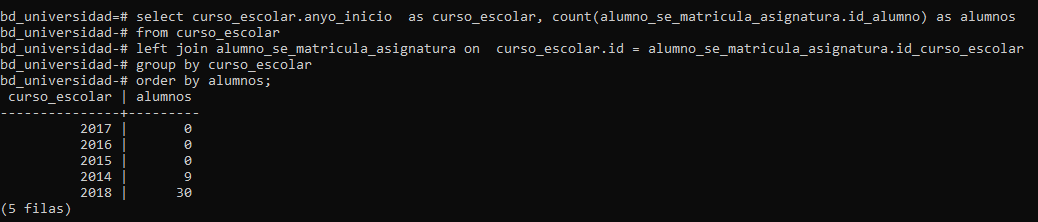 bd_universidad=# select curso_escolar.anyo_inicio  as curso_escolar, count(alumno_se_matricula_asignatura.id_alumno) as alumnos
bd_universidad-# from curso_escolar
bd_universidad-# left join alumno_se_matricula_asignatura on  curso_escolar.id = alumno_se_matricula_asignatura.id_curso_escolar
bd_universidad-# group by curso_escolar
bd_universidad-# order by alumnos;
 curso_escolar | alumnos
---------------+---------
          2017 |       0
          2016 |       0
          2015 |       0
          2014 |       9
          2018 |      30
(5 filas)